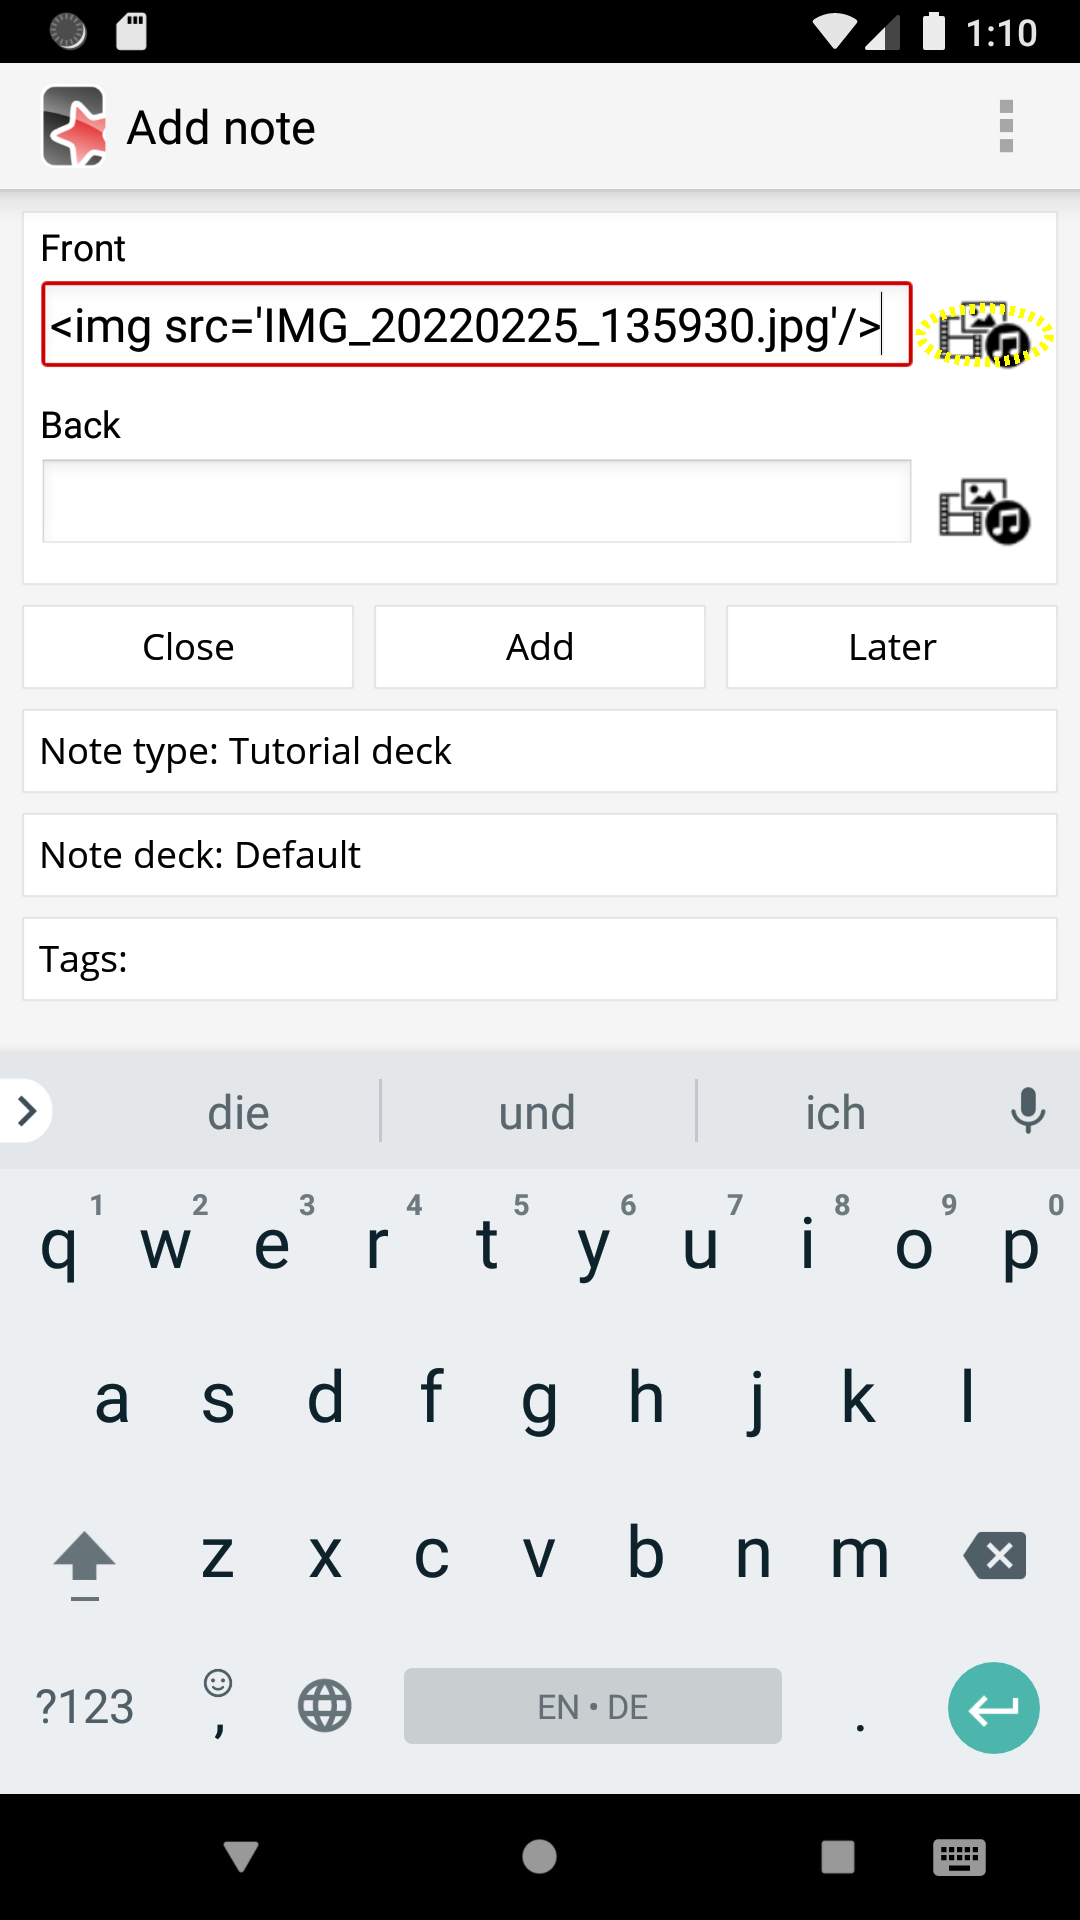 1:10
Add note
Front
<img src='IMG_20220225_135930.jpg'/>
Back
Close Add Later
Note type: Tutorial deck
Note deck: Default
Tags:
die und ich
1 2 3 4 5 6 7 8 9 0
q w e r t y u i o p
a s d f g h j k l
z x c v b n m
?123 , EN • DE .